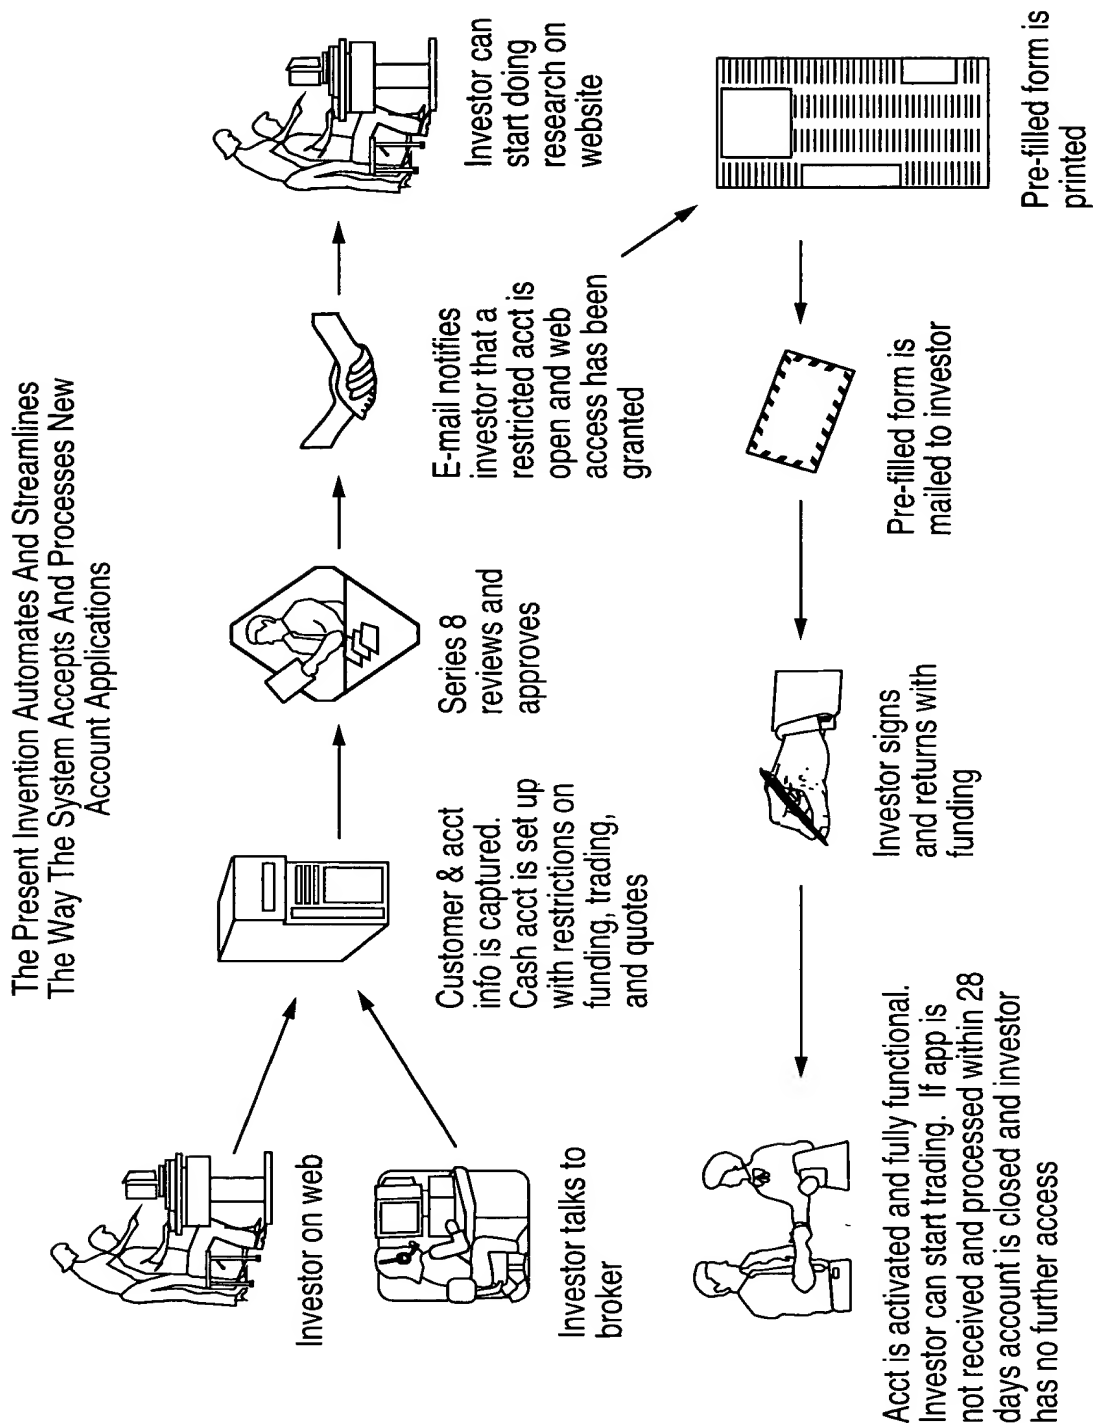 The Present Invention Automates And Streamlines
The Way The System Accepts And Processes New
Account Applications
Investor on web
Investor talks to
broker
Customer & acct
info is captured.
Cash acct is set up
with restrictions on
funding, trading,
and quotes
Series 8
reviews and
approves
E-mail notifies
investor that a
restricted acct is
open and web
access has been
granted
Investor can
start doing
research on
website
Pre-filled form is
printed
Pre-filled form is
mailed to investor
Investor signs
and returns with
funding
Acct is activated and fully functional.
Investor can start trading.  If app is
not received and processed within 28
days account is closed and investor
has no further access